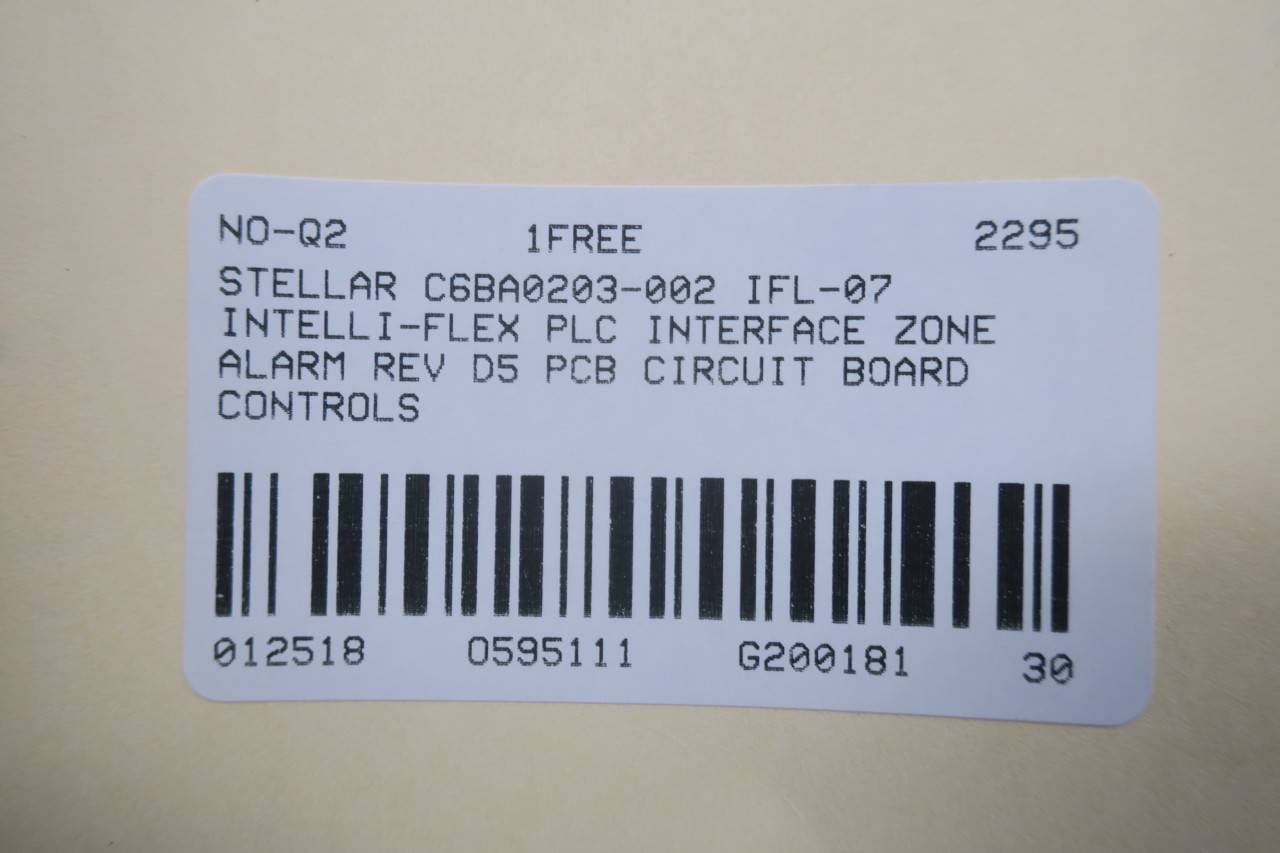 NO-Q2 1FREE 2295
STELLAR C6BA0203-002 IFL-07
INTELLI-FLEX PLC INTERFACE ZONE
ALARM REV D5 PCB CIRCUIT BOARD
CONTROLS
012518 O595111 G200181 30